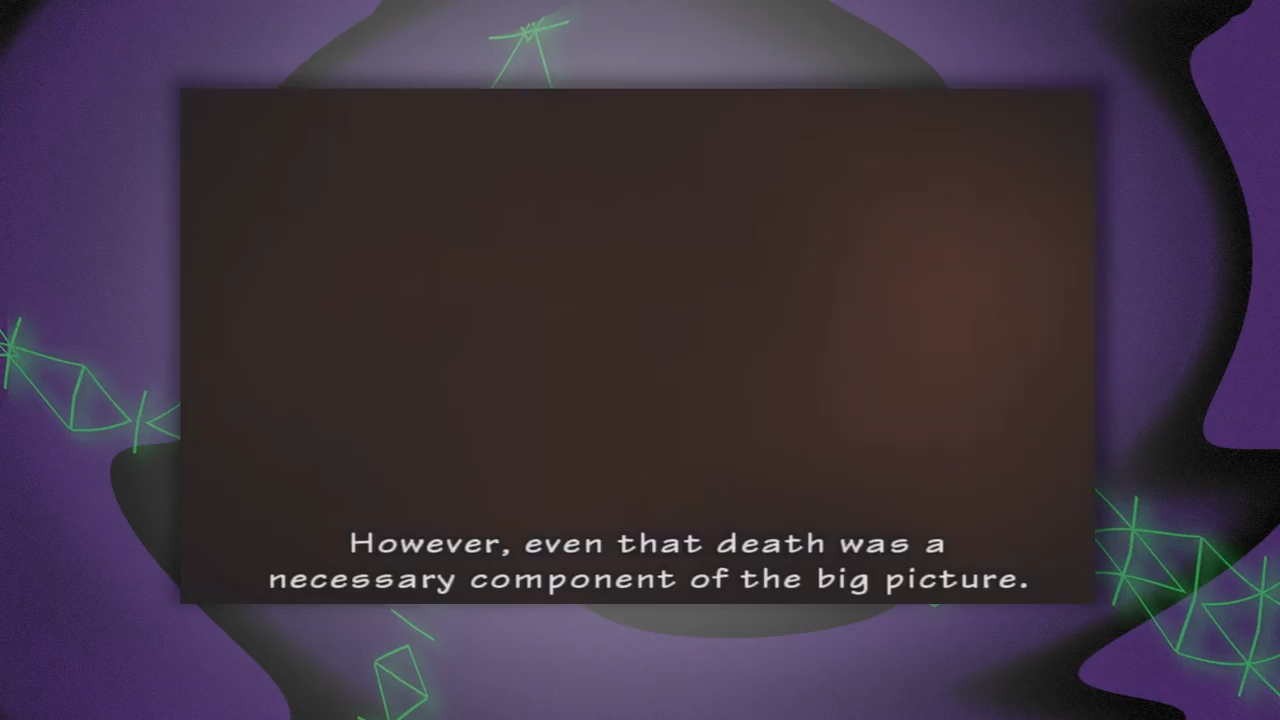 However, even that death was a
necessary component of the big picture.